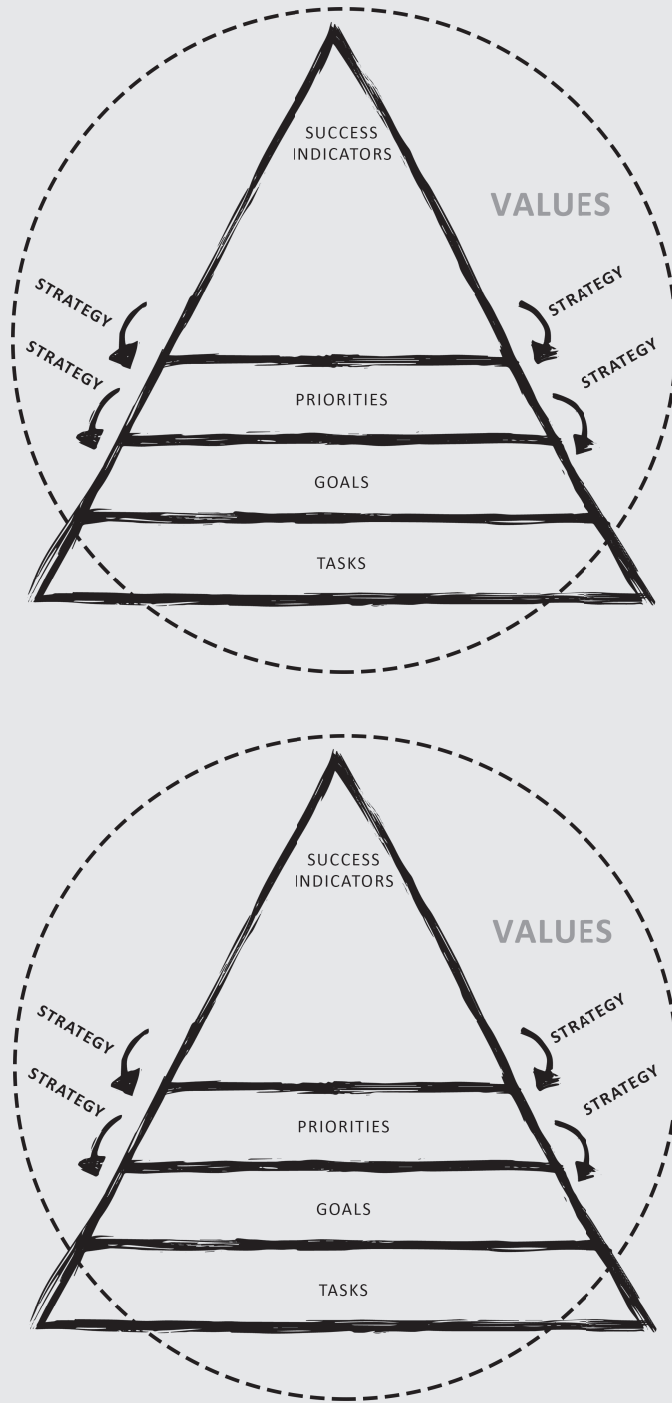 SUCCESS
INDICATORS
VALUES
STRATEGY
STRATEGY
STRATEGY
STRATEGY
PRIORITIES
GOALS
TASKS
SUCCESS
INDICATORS
VALUES
STRATEGY
STRATEGY
STRATEGY
STRATEGY
PRIORITIES
GOALS
TASKS